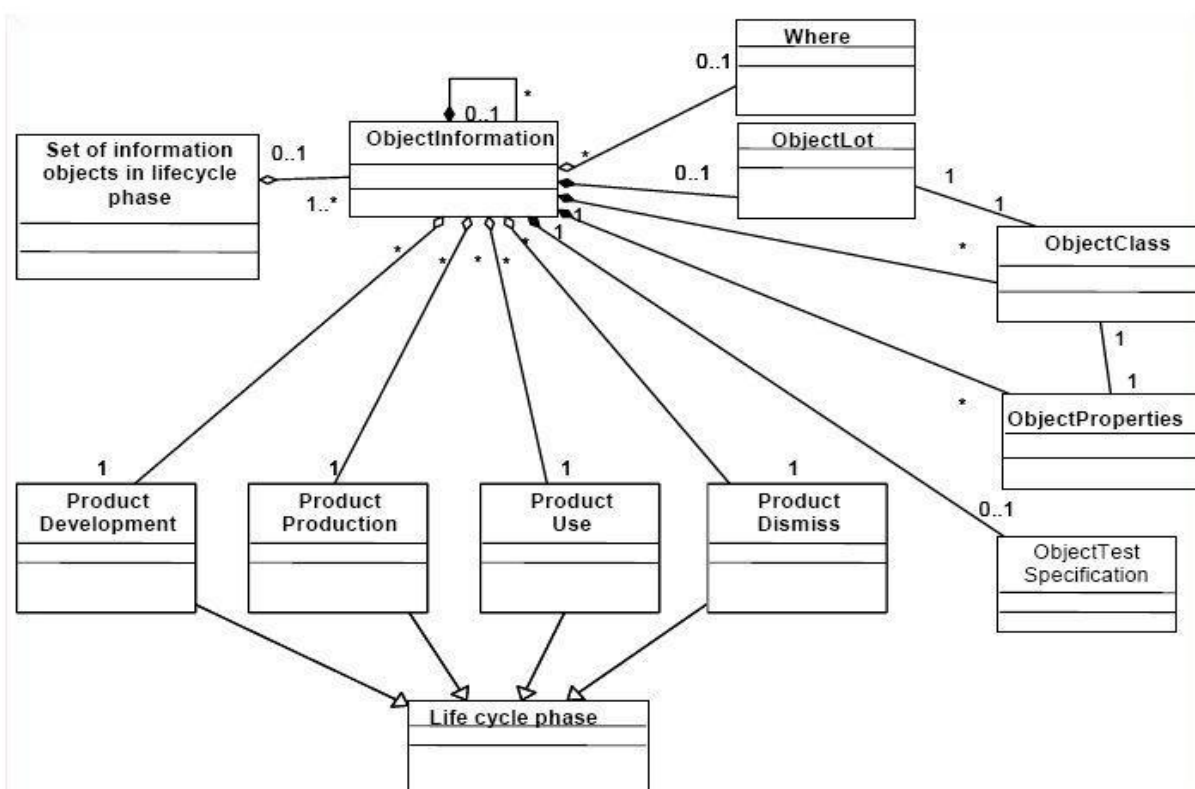 Where
0..1
*
0..1
ObjectInformation
*
ObjectLot
Set of information
objects in lifecycle
phase
0..1
1..*
0..1
1
1
1
1
*
ObjectClass
*
*
*
*
*
1
1
ObjectProperties
1
1
1
1
0..1
Product
Development
Product
Production
Product
Use
Product
Dismiss
ObjectTest
Specification
Life cycle phase